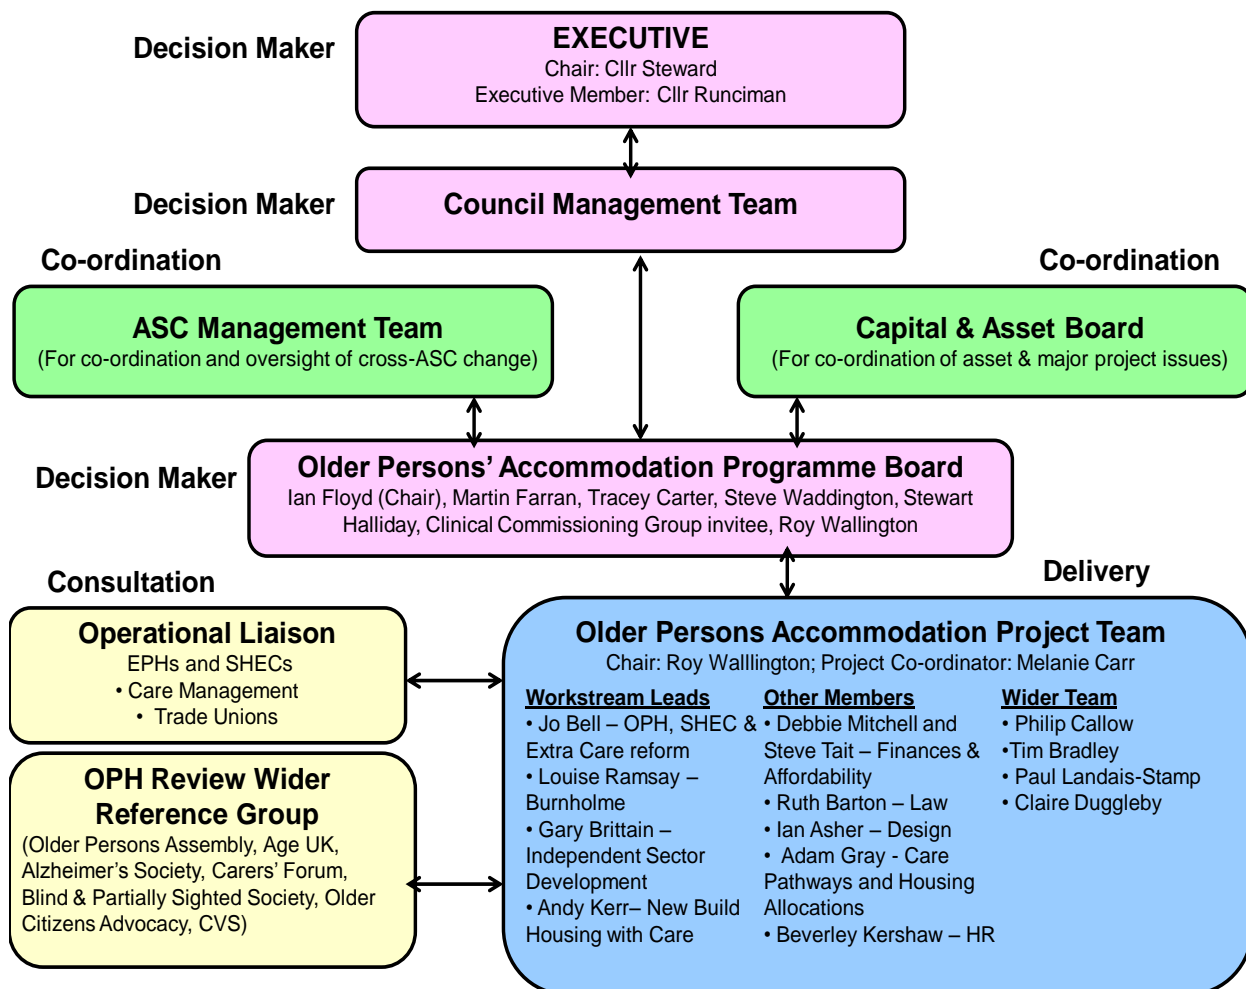 Decision Maker
EXECUTIVE
Chair: Cllr Steward
Executive Member: Cllr Runciman
Decision Maker
Council Management Team
Co-ordination
ASC Management Team
(For co-ordination and oversight of cross-ASC change)
Co-ordination
Capital & Asset Board
(For co-ordination of asset & major project issues)
Decision Maker
Older Persons’ Accommodation Programme Board
Ian Floyd (Chair), Martin Farran, Tracey Carter, Steve Waddington, Stewart
Halliday, Clinical Commissioning Group invitee, Roy Wallington
Consultation
Operational Liaison
EPHs and SHECs
• Care Management
• Trade Unions
OPH Review Wider
Reference Group
(Older Persons Assembly, Age UK,
Alzheimer’s Society, Carers’ Forum,
Blind & Partially Sighted Society, Older
Citizens Advocacy, CVS)
Delivery
Older Persons Accommodation Project Team
Chair: Roy Walllington; Project Co-ordinator: Melanie Carr
Workstream Leads
• Jo Bell – OPH, SHEC &
Extra Care reform
• Louise Ramsay –
Burnholme
• Gary Brittain –
Independent Sector
Development
• Andy Kerr– New Build
Housing with Care
Other Members
• Debbie Mitchell and
Steve Tait – Finances &
Affordability
• Ruth Barton – Law
• Ian Asher – Design
• Adam Gray - Care
Pathways and Housing
Allocations
• Beverley Kershaw – HR
Wider Team
• Philip Callow
•Tim Bradley
• Paul Landais-Stamp
• Claire Duggleby